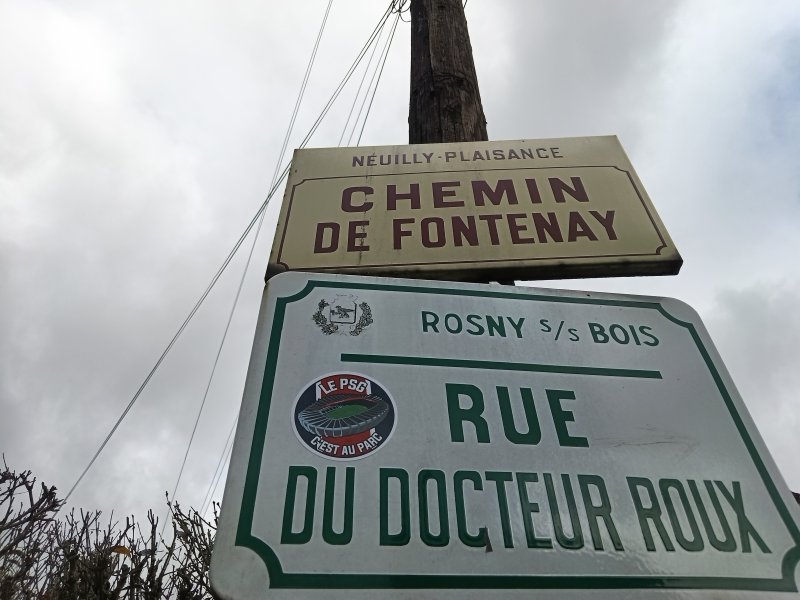 NEUILLY-PLAISANCE
CHEMIN
DE FONTENAY
ROSNY S/S BOIS
LE PSG
C'EST AU PARC
RUE
DU DOCTEUR ROUX